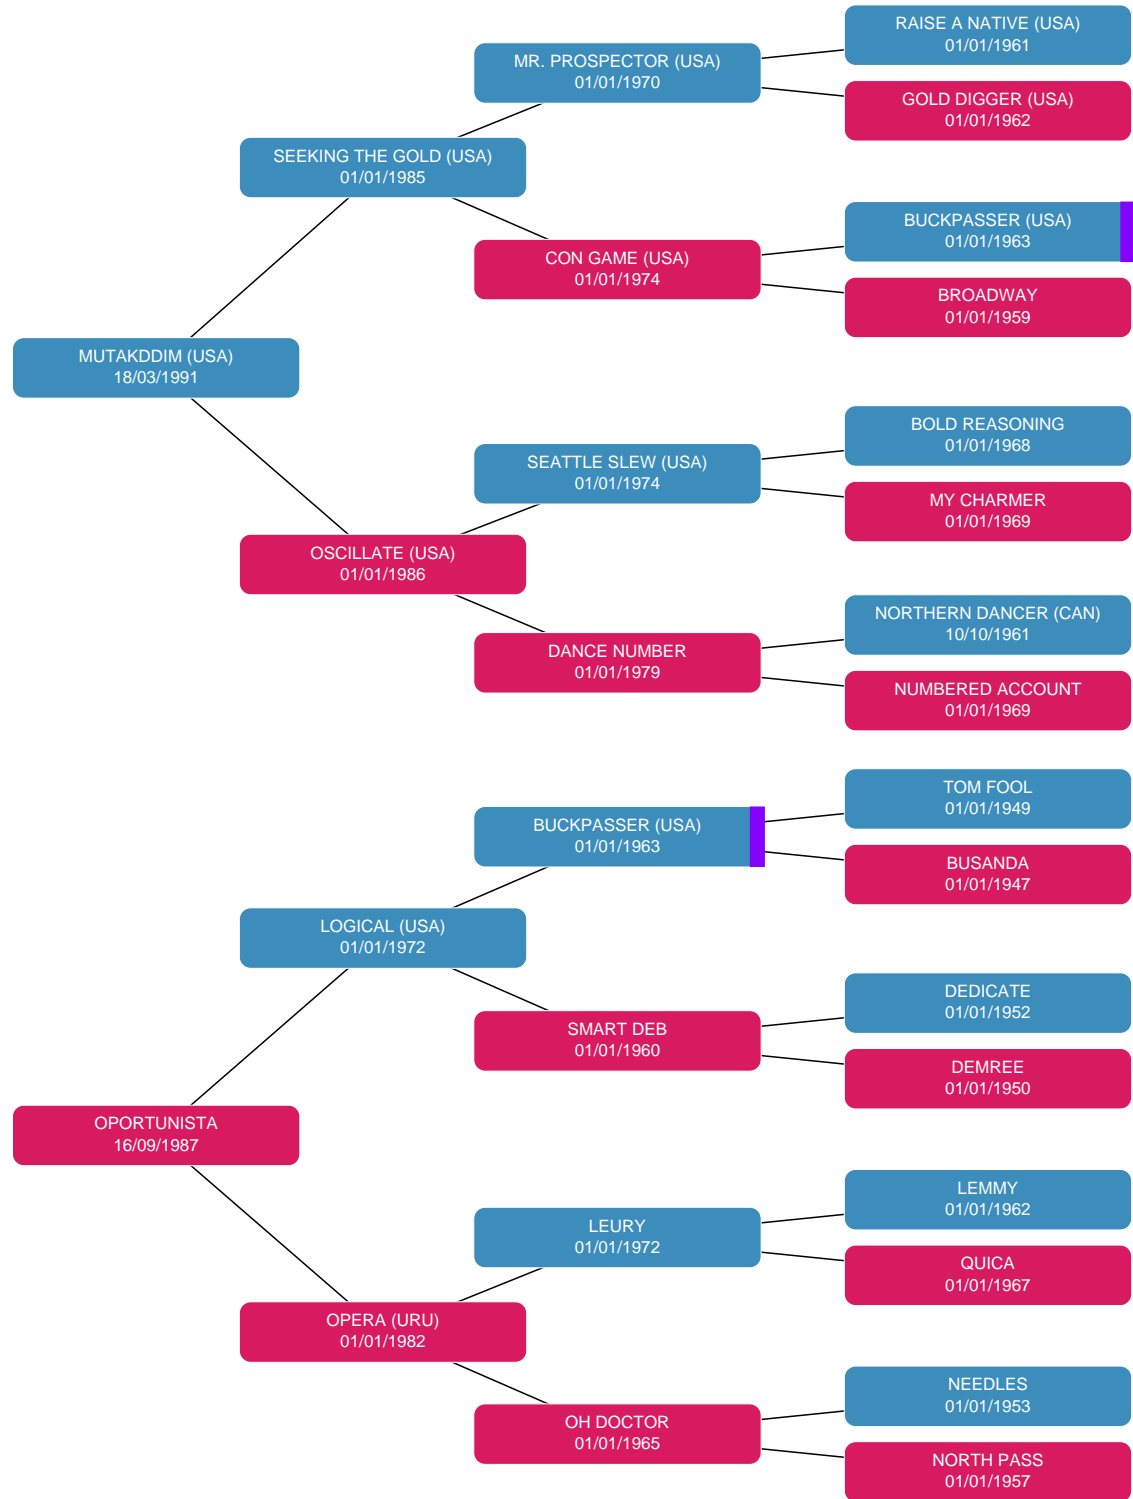 RAISE A NATIVE (USA)
01/01/1961
MR. PROSPECTOR (USA)
01/01/1970
GOLD DIGGER (USA)
01/01/1962
SEEKING THE GOLD (USA)
01/01/1985
BUCKPASSER (USA)
01/01/1963
CON GAME (USA)
01/01/1974
BROADWAY
01/01/1959
MUTAKDDIM (USA)
18/03/1991
BOLD REASONING
01/01/1968
SEATTLE SLEW (USA)
01/01/1974
MY CHARMER
01/01/1969
OSCILLATE (USA)
01/01/1986
NORTHERN DANCER (CAN)
10/10/1961
DANCE NUMBER
01/01/1979
NUMBERED ACCOUNT
01/01/1969
TOM FOOL
01/01/1949
BUCKPASSER (USA)
01/01/1963
BUSANDA
01/01/1947
LOGICAL (USA)
01/01/1972
DEDICATE
01/01/1952
SMART DEB
01/01/1960
DEMREE
01/01/1950
OPORTUNISTA
16/09/1987
LEMMY
01/01/1962
LEURY
01/01/1972
QUICA
01/01/1967
OPERA (URU)
01/01/1982
NEEDLES
01/01/1953
OH DOCTOR
01/01/1965
NORTH PASS
01/01/1957